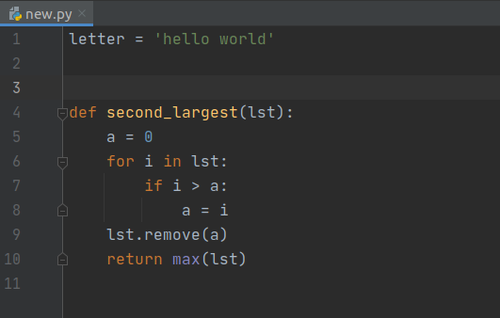 new.py
1 letter = 'hello world'
2
3
4 def second_largest(lst):
5     a = 0
6     for i in lst:
7         if i > a:
8             a = i
9     lst.remove(a)
10     return max(lst)
11